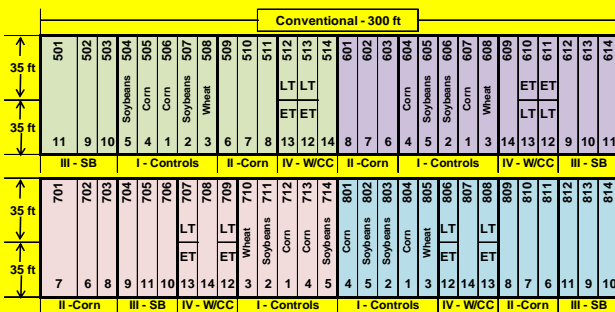 Conventional - 300 ft
501 502 503 504 505 506 507 508 509 510 511 512 513 514 601 602 603 604 605 606 607 608 609 610 611 612 613 614
35 ft LT LT ET ET
Soybeans Corn Corn Soybeans Wheat Corn Soybeans Soybeans Corn Wheat
35 ft ET ET LT LT
11 9 10 5 4 1 2 3 6 7 8 13 12 14 8 7 6 4 5 2 1 3 14 13 12 9 10 11
III - SB I - Controls II -Corn IV - W/CC II -Corn I - Controls IV - W/CC III - SB
701 702 703 704 705 706 707 708 709 710 711 712 713 714 801 802 803 804 805 806 807 808 809 810 811 812 813 814
35 ft LT LT LT LT
Wheat Soybeans Corn Corn Soybeans Corn Soybeans Soybeans Corn Wheat
35 ft ET ET ET ET
7 6 8 9 11 10 13 14 12 3 2 1 4 5 4 5 2 1 3 12 14 13 8 7 6 11 9 10
II -Corn III - SB IV - W/CC I - Controls I - Controls IV - W/CC II -Corn III - SB